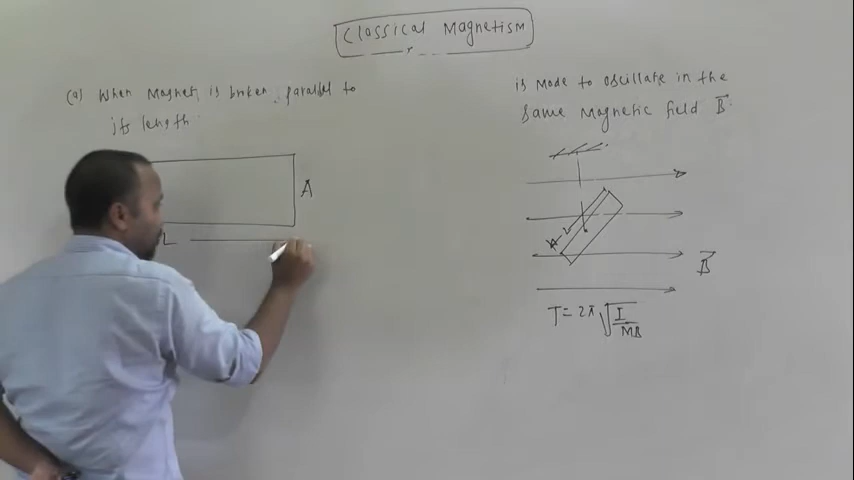 Classical Magnetism
(a) When Magnet is broken parallel to
its length.
A
L
is made to oscillate in the
same magnetic field B.
L
B
T = 2π √I/MB